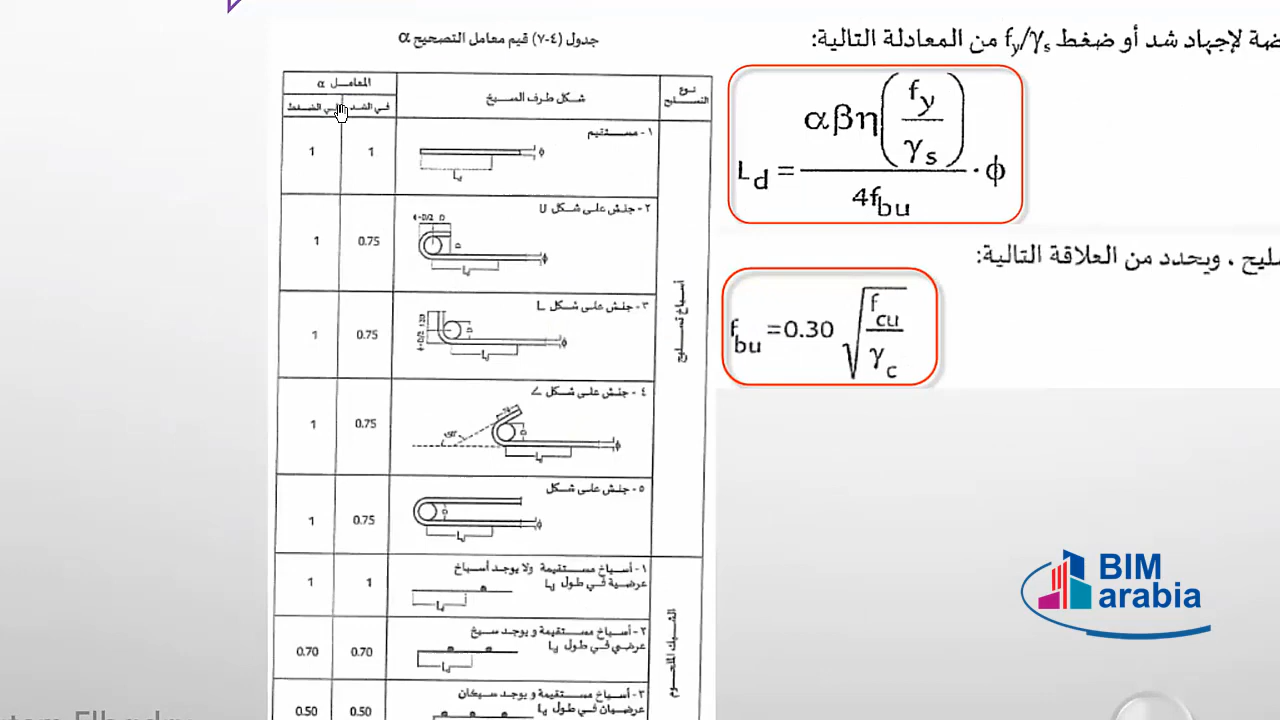 جدول (٤-٧) قيم معامل التصحيح α
المعامل α
شكل طرف السيخ
نوع التسليح
في الشد
١- مستقيم
1
1
L
ϕ
٢- جنش على شكل U
1
0.75
D
ϕ
٣- جنش على شكل L
1
0.75
ϕ
٤- جنش على شكل
1
0.75
ϕ
٥- جنش على شكل
1
0.75
ϕ
أسياخ تسليح
١- أسياخ مستقيمة ولا يوجد أسياخ
عرضية في طول Ld
1
1
٢- أسياخ مستقيمة و يوجد سيخ
عرضي في طول Ld
0.70
0.70
٣- أسياخ مستقيمة و يوجد سيخان
عرضيان في طول Ld
0.50
0.50
الشبك الملحوم
ضة لإجهاد شد أو ضغط fy/γs من المعادلة التالية:
Ld = αβη(fy/γs) / 4fbu · ϕ
ليح ، ويحدد من العلاقة التالية:
fbu =0.30 √(fcu/γc)
BIM
arabia